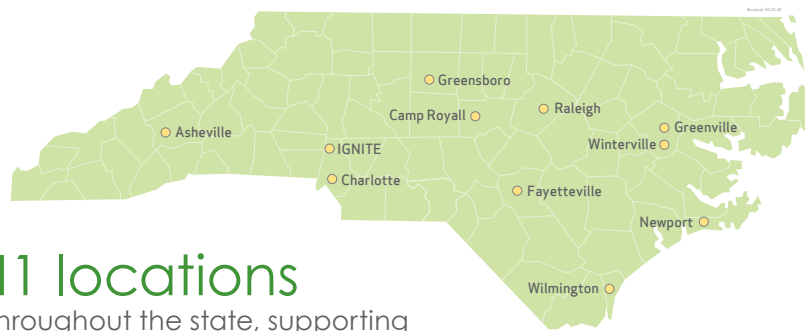 Greensboro
Camp Royall
Raleigh
Asheville
Greenville
Winterville
IGNITE
Charlotte
Fayetteville
Newport
Wilmington
11 locations
hroughout the state, supporting